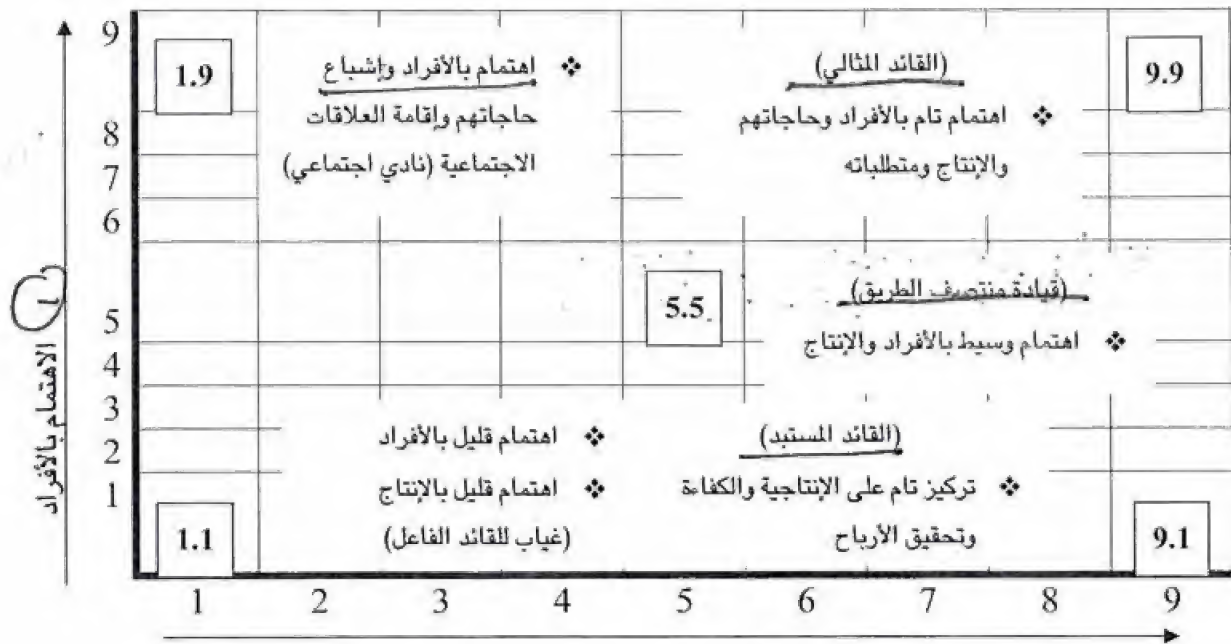 9
1.9
❖ اهتمام بالأفراد وإشباع
حاجاتهم وإقامة العلاقات
الاجتماعية (نادي اجتماعي)
(القائد المثالي)
❖ اهتمام تام بالأفراد وحاجاتهم
والإنتاج ومتطلباته
9.9
8
7
6
5
5.5
(قيادة منتصف الطريق)
❖ اهتمام وسيط بالأفراد والإنتاج
4
3
2
1
❖ اهتمام قليل بالأفراد
❖ اهتمام قليل بالإنتاج
(غياب للقائد الفاعل)
(القائد المستبد)
❖ تركيز تام على الإنتاجية والكفاءة
وتحقيق الأرباح
1.1
9.1
الاهتمام بالأفراد
1 2 3 4 5 6 7 8 9